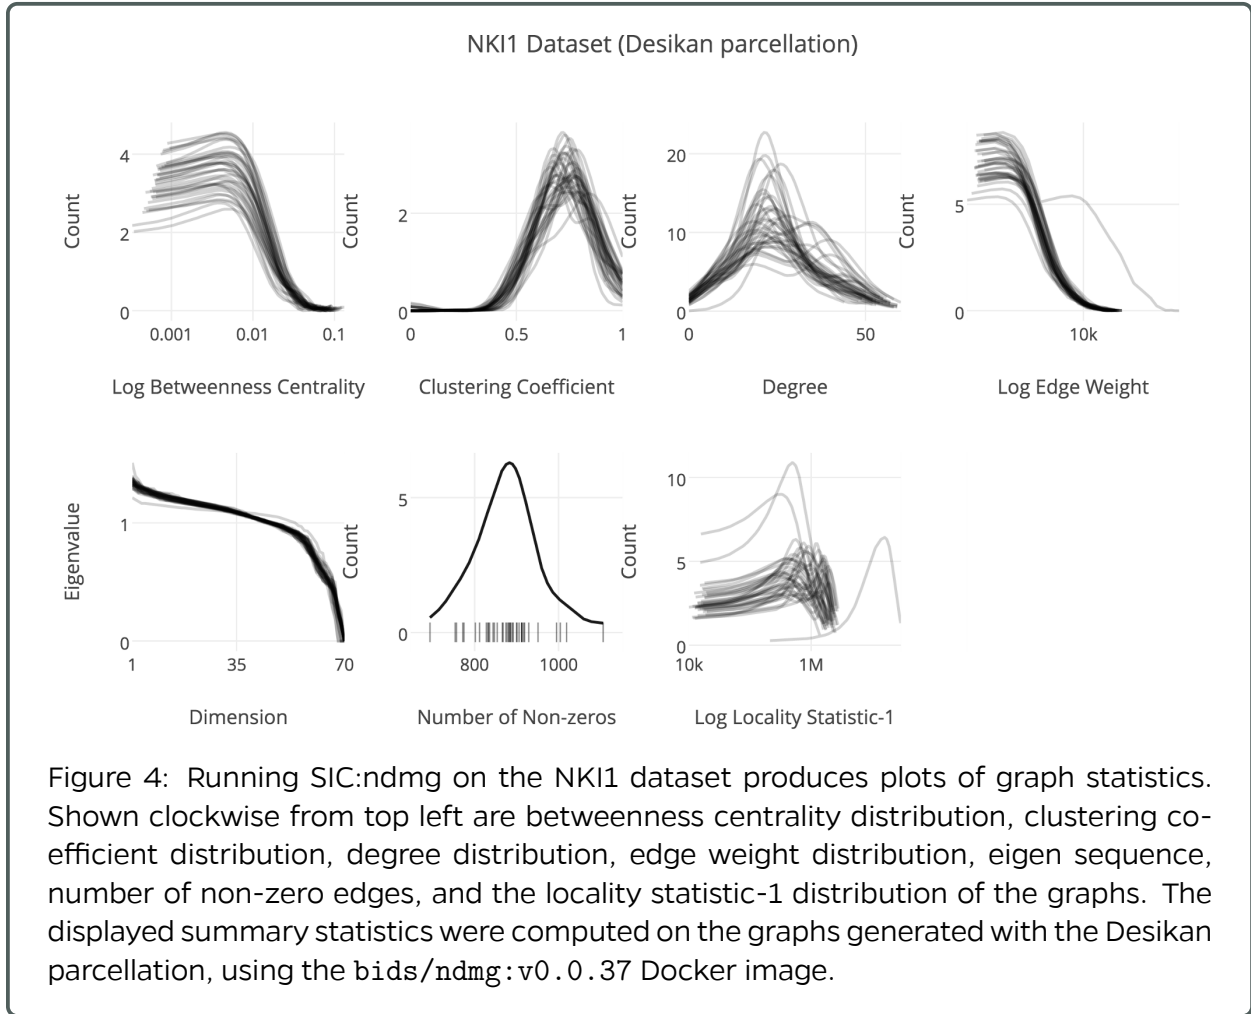 NKI1 Dataset (Desikan parcellation)
Count
4
2
0
0.001
0.01
0.1
Log Betweenness Centrality
Count
2
0
0
0.5
1
Clustering Coefficient
Count
20
10
0
0
50
Degree
Count
5
0
10k
Log Edge Weight
Eigenvalue
1
0
1
35
70
Dimension
Count
5
0
800
1000
Number of Non-zeros
Count
10
5
0
10k
1M
Log Locality Statistic-1
Figure 4: Running SIC:ndmg on the NKI1 dataset produces plots of graph statistics.
Shown clockwise from top left are betweenness centrality distribution, clustering co-
efficient distribution, degree distribution, edge weight distribution, eigen sequence,
number of non-zero edges, and the locality statistic-1 distribution of the graphs. The
displayed summary statistics were computed on the graphs generated with the Desikan
parcellation, using the bids/ndmg:v0.0.37 Docker image.